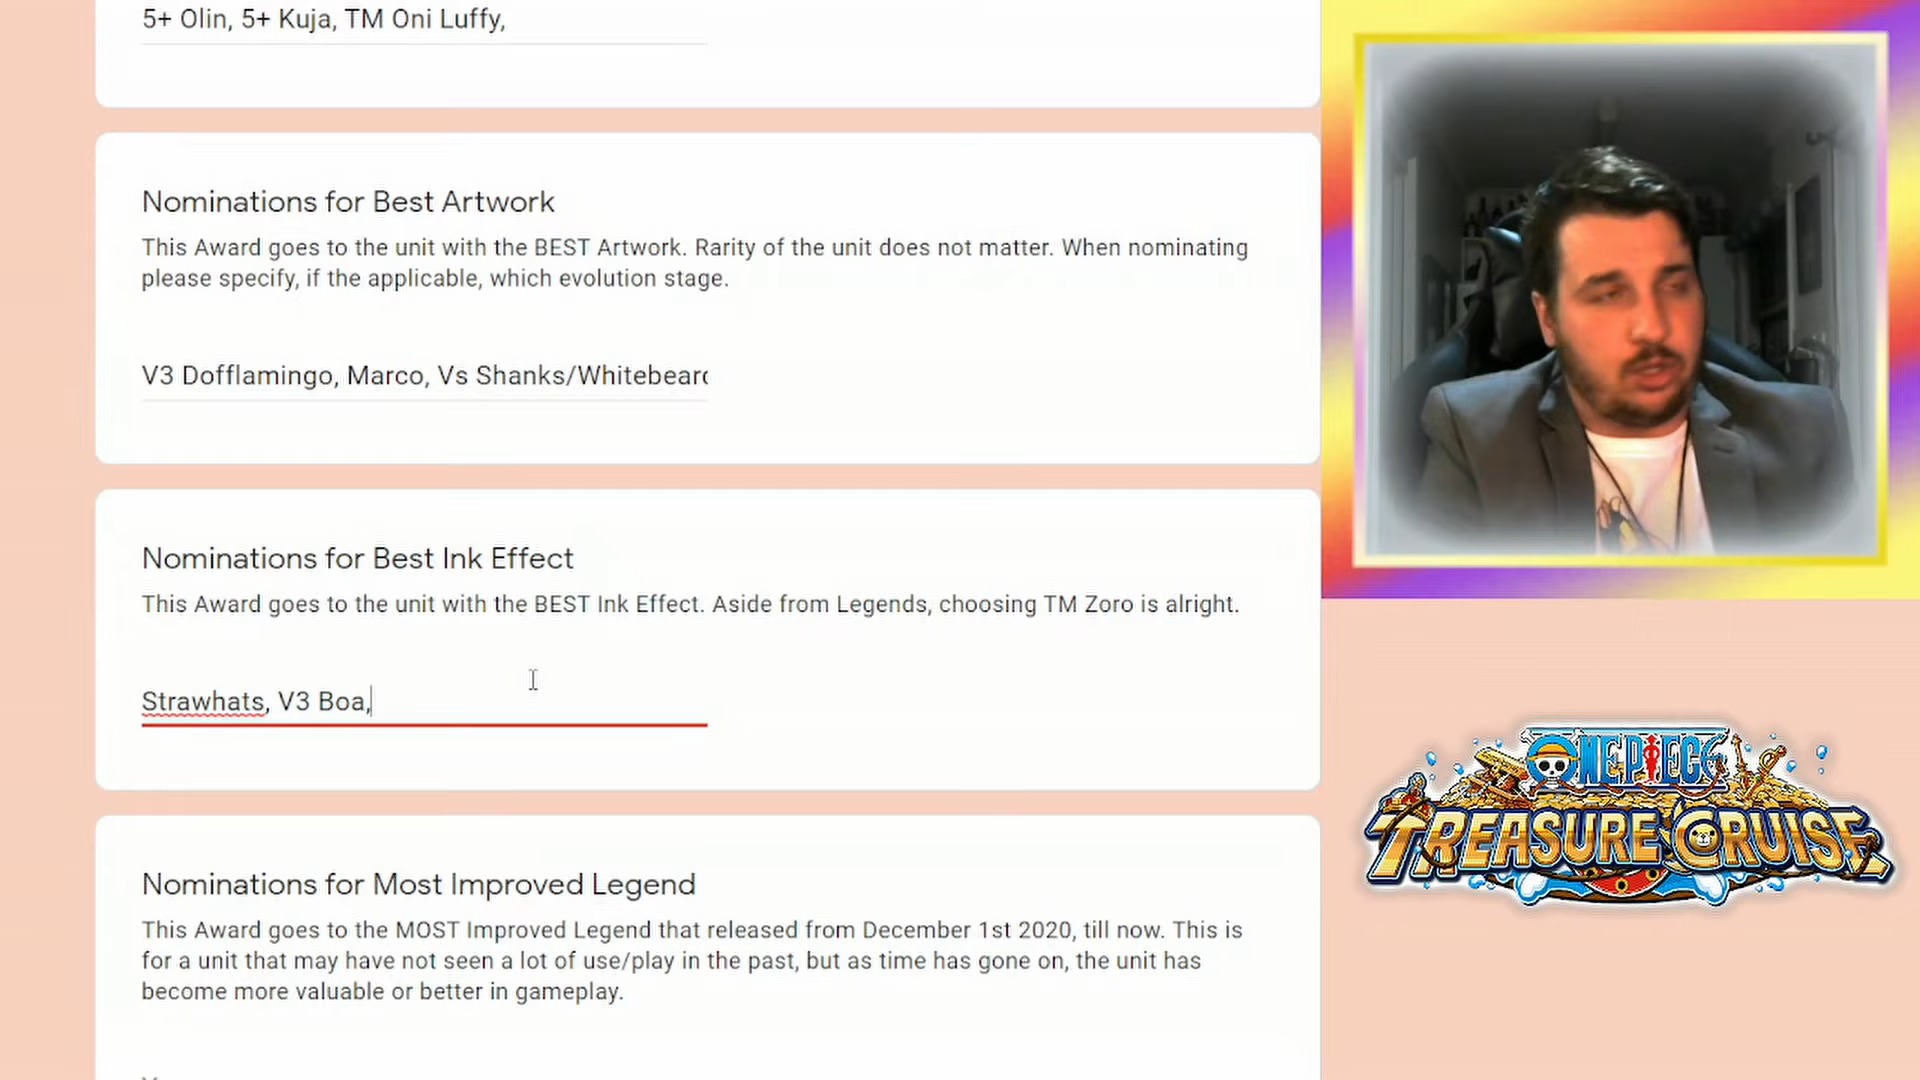 5+ Olin, 5+ Kuja, TM Oni Luffy,
Nominations for Best Artwork
This Award goes to the unit with the BEST Artwork. Rarity of the unit does not matter. When nominating
please specify, if the applicable, which evolution stage.
V3 Dofflamingo, Marco, Vs Shanks/Whitebeard
Nominations for Best Ink Effect
This Award goes to the unit with the BEST Ink Effect. Aside from Legends, choosing TM Zoro is alright.
Strawhats, V3 Boa,
Nominations for Most Improved Legend
This Award goes to the MOST Improved Legend that released from December 1st 2020, till now. This is
for a unit that may have not seen a lot of use/play in the past, but as time has gone on, the unit has
become more valuable or better in gameplay.
ONE PIECE
TREASURE CRUISE